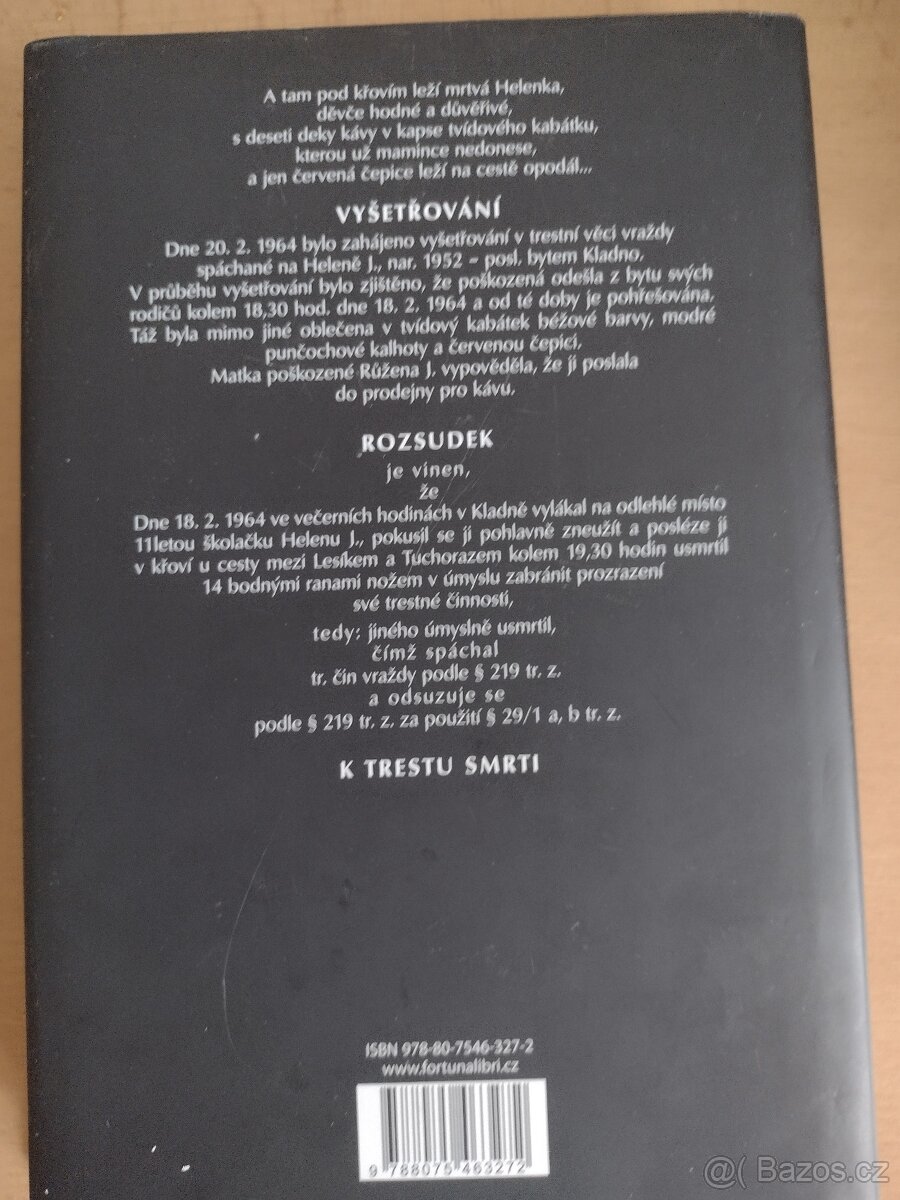 A tam pod křovím leží mrtvá Helenka,
děvče hodné a důvěřivé,
s deseti deky kávy v kapse tvídového kabátku,
kterou už mamince nedonese,
a jen červená čepice leží na cestě opodál...
VYŠETŘOVÁNÍ
Dne 20. 2. 1964 bylo zahájeno vyšetřování v trestní věci vraždy
spáchané na Heleně J., nar. 1952 – posl. bytem Kladno.
V průběhu vyšetřování bylo zjištěno, že poškozená odešla z bytu svých
rodičů kolem 18,30 hod. dne 18. 2. 1964 a od té doby je pohřešována.
Táž byla mimo jiné oblečena v tvídový kabátek béžové barvy, modré
punčochové kalhoty a červenou čepici.
Matka poškozené Růžena J. vypověděla, že ji poslala
do prodejny pro kávu.
ROZSUDEK
je vinen,
že
Dne 18. 2. 1964 ve večerních hodinách v Kladně vylákal na odlehlé místo
11letou školačku Helenu J., pokusil se ji pohlavně zneužít a posléze ji
v křoví u cesty mezi Lesíkem a Tuchorazem kolem 19,30 hodin usmrtil
14 bodnými ranami nožem v úmyslu zabránit prozrazení
své trestné činnosti,
tedy: jiného úmyslně usmrtil,
čímž spáchal
tr. čin vraždy podle § 219 tr. z.
a odsuzuje se
podle § 219 tr. z. za použití § 29/1 a, b tr. z.
K TRESTU SMRTI
ISBN 978-80-7546-327-2
www.fortunalibri.cz
9 788075 463272
@( Bazos.cz